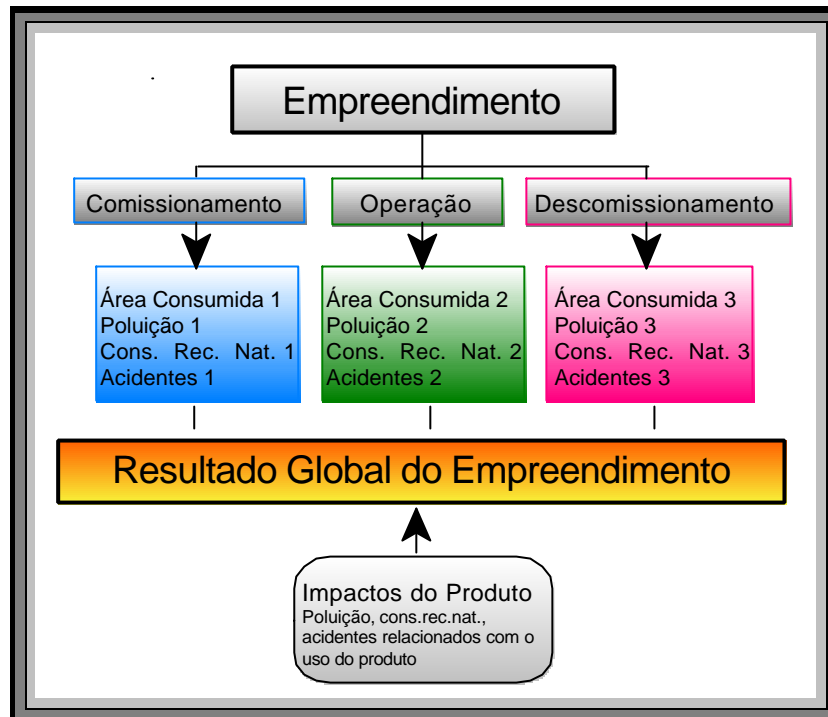 Empreendimento
Comissionamento
Operação
Descomissionamento
Área Consumida 1
Poluição 1
Cons. Rec. Nat. 1
Acidentes 1
Área Consumida 2
Poluição 2
Cons. Rec. Nat. 2
Acidentes 2
Área Consumida 3
Poluição 3
Cons. Rec. Nat. 3
Acidentes 3
Resultado Global do Empreendimento
Impactos do Produto
Poluição, cons.rec.nat.,
acidentes relacionados com o
uso do produto